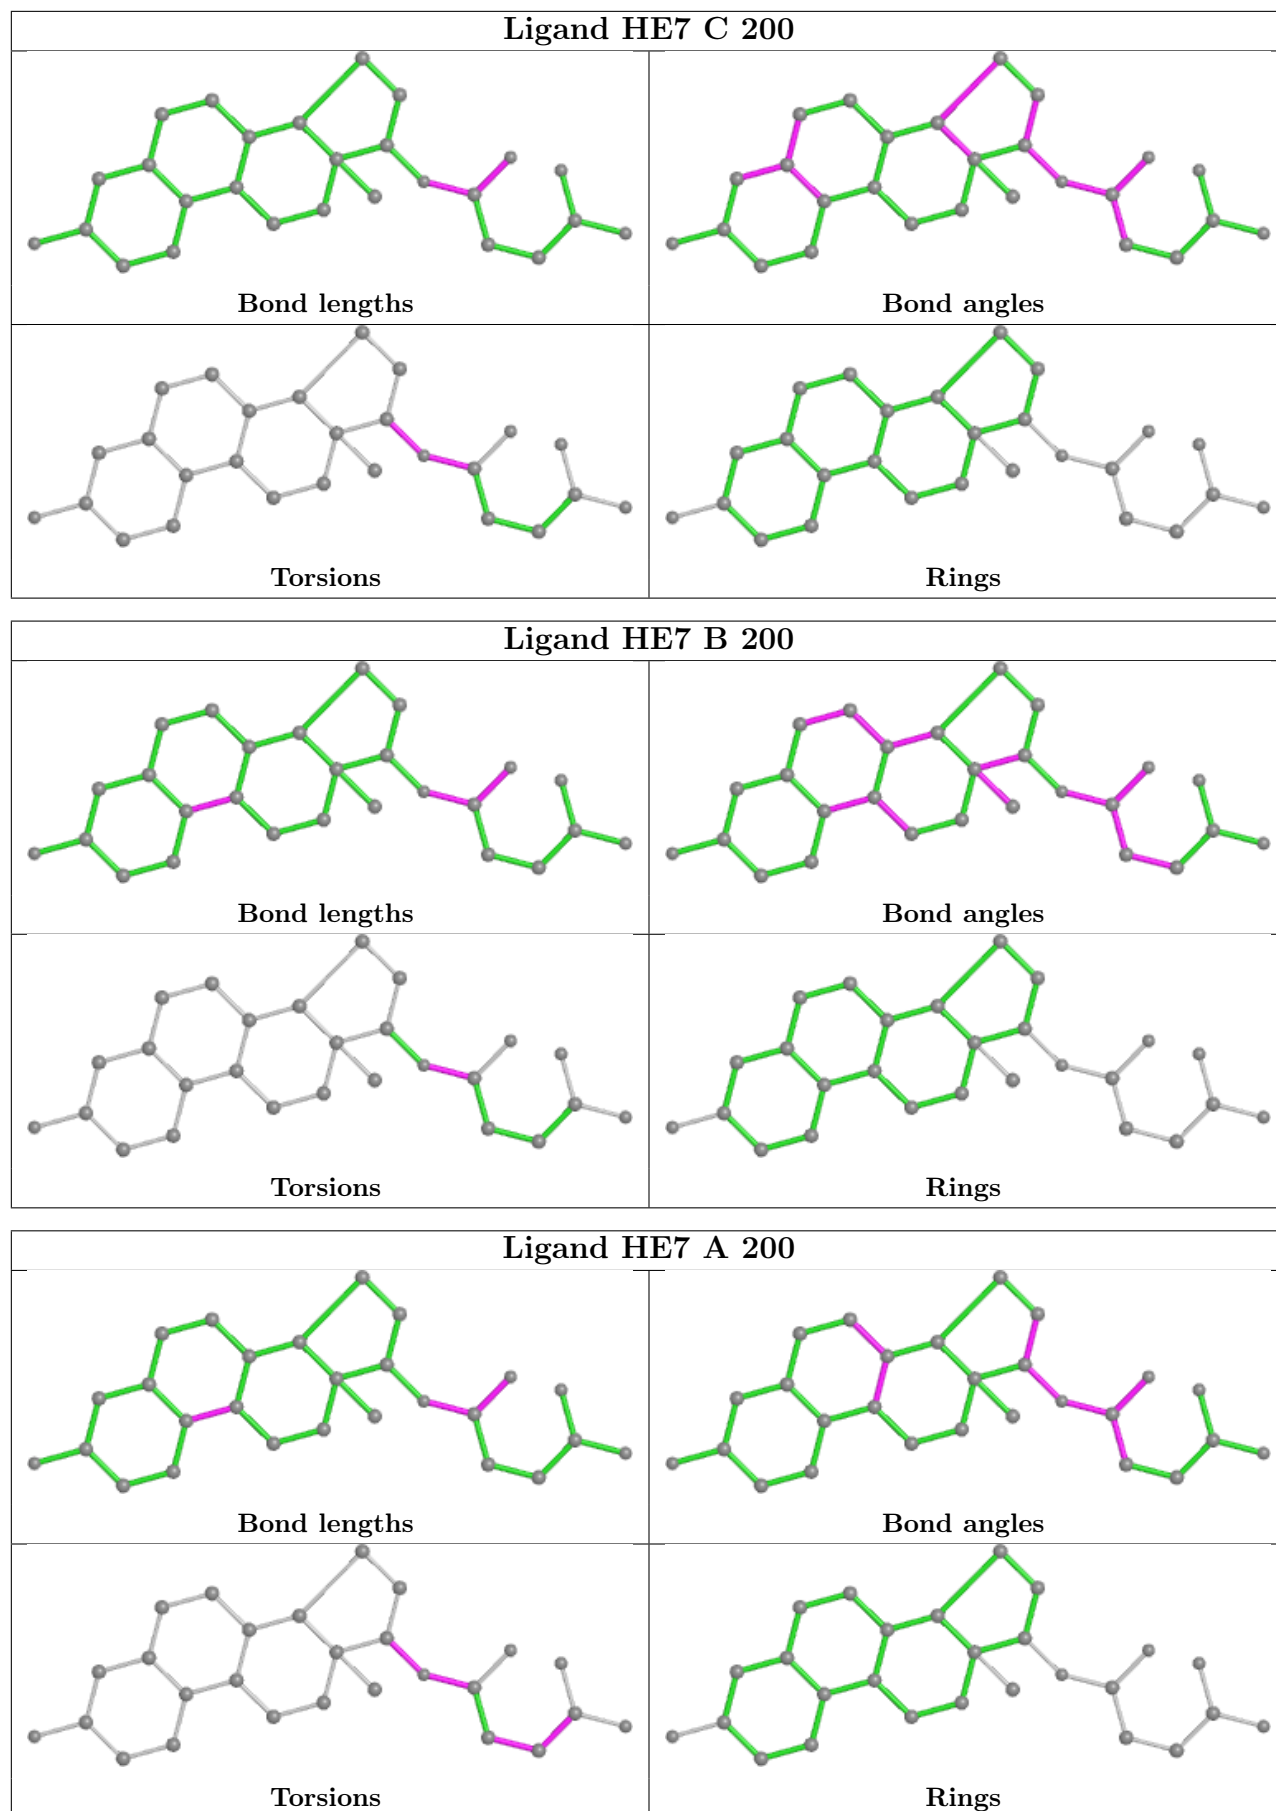 Ligand HE7 C 200
Bond lengths
Bond angles
Torsions
Rings
Ligand HE7 B 200
Bond lengths
Bond angles
Torsions
Rings
Ligand HE7 A 200
Bond lengths
Bond angles
Torsions
Rings